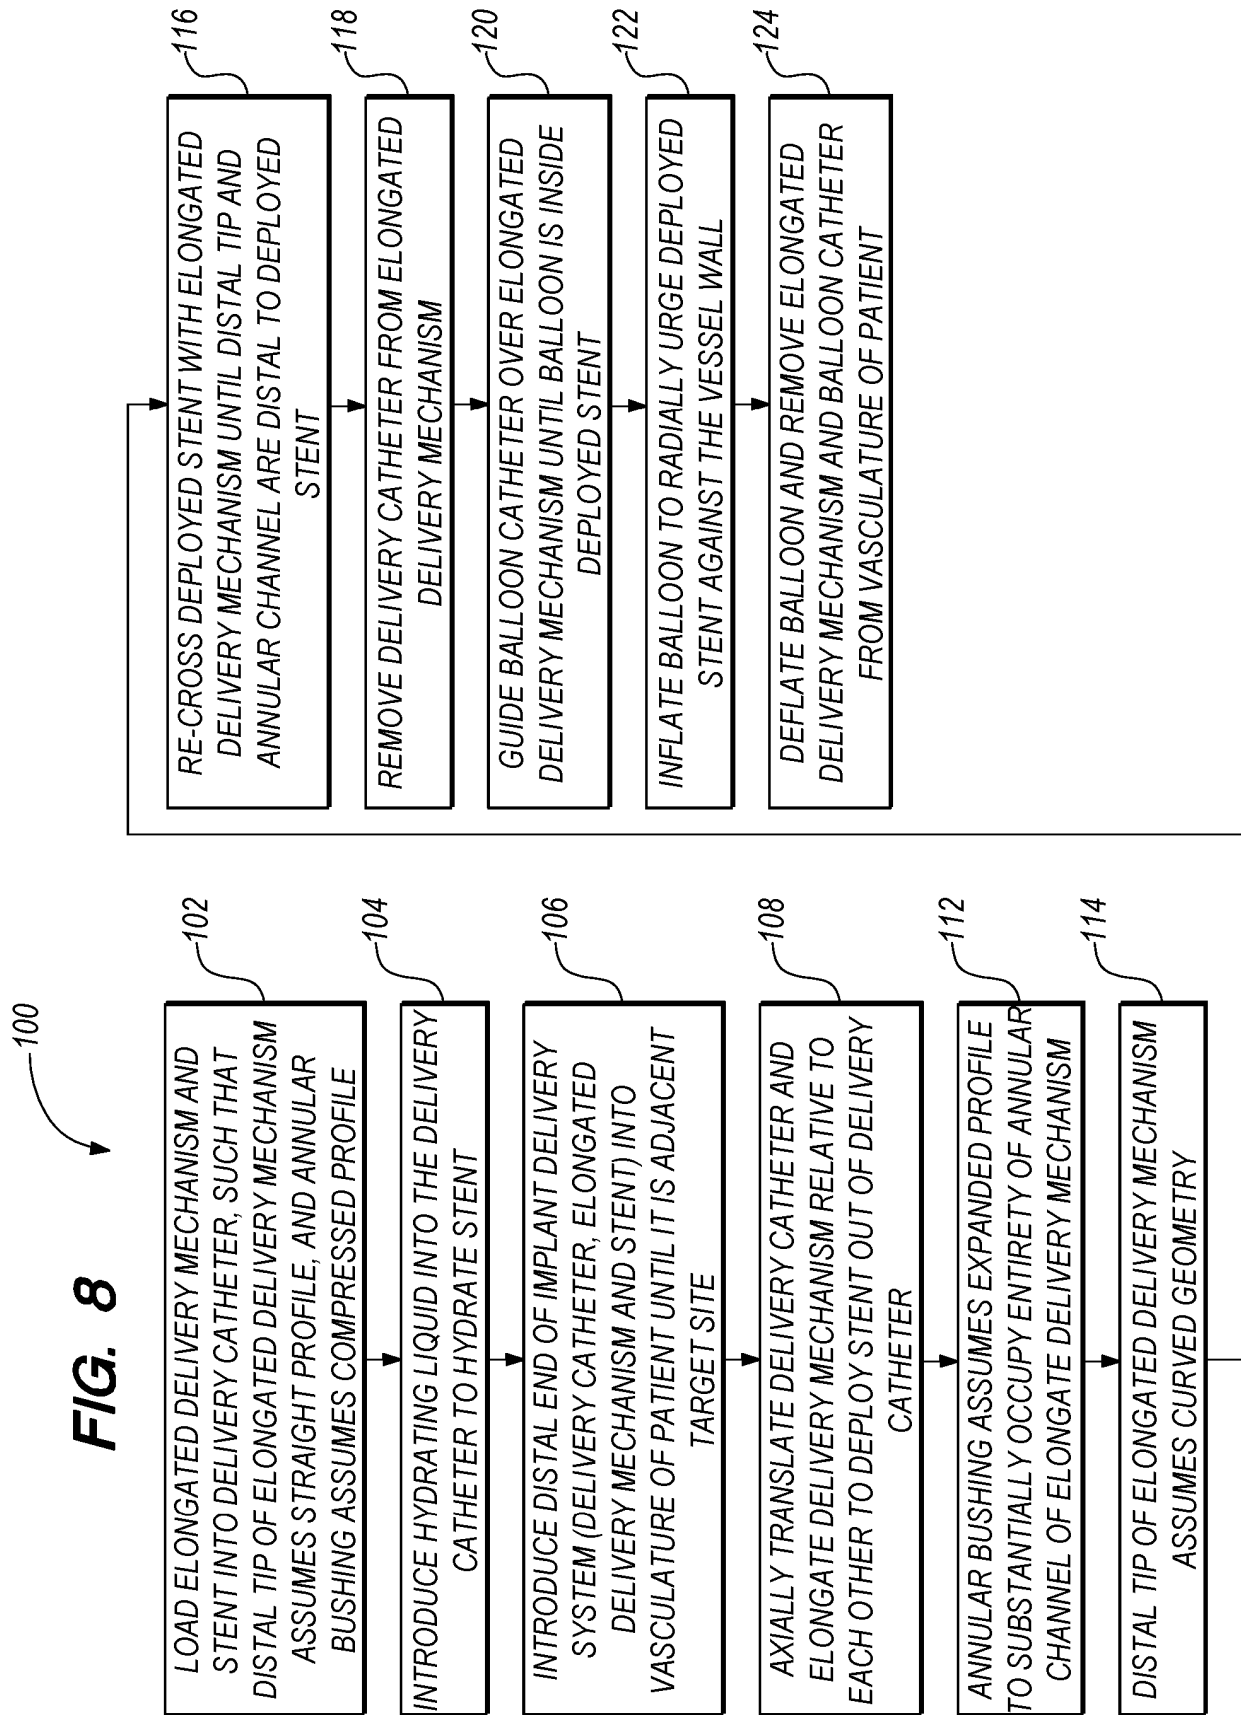 FIG. 8
100
LOAD ELONGATED DELIVERY MECHANISM AND
STENT INTO DELIVERY CATHETER, SUCH THAT
DISTAL TIP OF ELONGATED DELIVERY MECHANISM
ASSUMES STRAIGHT PROFILE, AND ANNULAR
BUSHING ASSUMES COMPRESSED PROFILE
102
INTRODUCE HYDRATING LIQUID INTO THE DELIVERY
CATHETER TO HYDRATE STENT
104
INTRODUCE DISTAL END OF IMPLANT DELIVERY
SYSTEM (DELIVERY CATHETER, ELONGATED
DELIVERY MECHANISM AND STENT) INTO
VASCULATURE OF PATIENT UNTIL IT IS ADJACENT
TARGET SITE
106
AXIALLY TRANSLATE DELIVERY CATHETER AND
ELONGATE DELIVERY MECHANISM RELATIVE TO
EACH OTHER TO DEPLOY STENT OUT OF DELIVERY
CATHETER
108
ANNULAR BUSHING ASSUMES EXPANDED PROFILE
TO SUBSTANTIALLY OCCUPY ENTIRETY OF ANNULAR
CHANNEL OF ELONGATE DELIVERY MECHANISM
112
DISTAL TIP OF ELONGATED DELIVERY MECHANISM
ASSUMES CURVED GEOMETRY
114
RE-CROSS DEPLOYED STENT WITH ELONGATED
DELIVERY MECHANISM UNTIL DISTAL TIP AND
ANNULAR CHANNEL ARE DISTAL TO DEPLOYED
STENT
116
REMOVE DELIVERY CATHETER FROM ELONGATED
DELIVERY MECHANISM
118
GUIDE BALLOON CATHETER OVER ELONGATED
DELIVERY MECHANISM UNTIL BALLOON IS INSIDE
DEPLOYED STENT
120
INFLATE BALLOON TO RADIALLY URGE DEPLOYED
STENT AGAINST THE VESSEL WALL
122
DEFLATE BALLOON AND REMOVE ELONGATED
DELIVERY MECHANISM AND BALLOON CATHETER
FROM VASCULATURE OF PATIENT
124